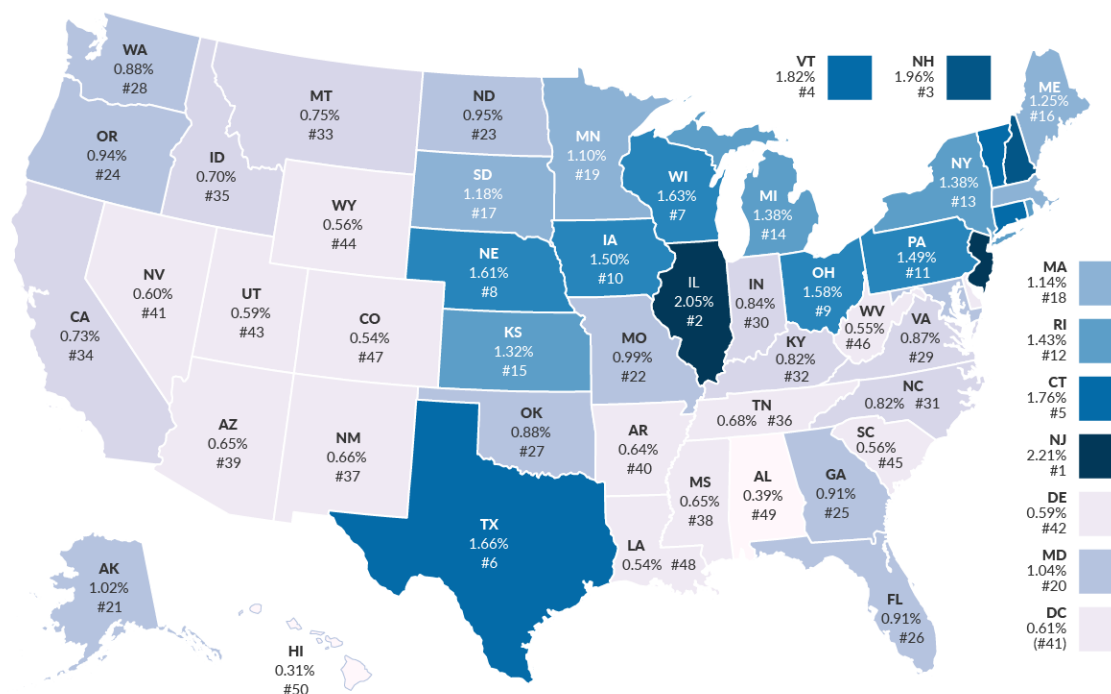 WA
0.88%
#28
OR
0.94%
#24
CA
0.73%
#34
ID
0.70%
#35
NV
0.60%
#41
MT
0.75%
#33
WY
0.56%
#44
UT
0.59%
#43
CO
0.54%
#47
AZ
0.65%
#39
NM
0.66%
#37
ND
0.95%
#23
SD
1.18%
#17
NE
1.61%
#8
KS
1.32%
#15
OK
0.88%
#27
TX
1.66%
#6
MN
1.10%
#19
IA
1.50%
#10
MO
0.99%
#22
AR
0.64%
#40
LA
0.54% #48
WI
1.63%
#7
IL
2.05%
#2
MI
1.38%
#14
IN
0.84%
#30
OH
1.58%
#9
KY
0.82%
#32
TN
0.68% #36
MS
0.65%
#38
AL
0.39%
#49
GA
0.91%
#25
FL
0.91%
#26
SC
0.56%
#45
NC
0.82% #31
VA
0.87%
#29
WV
0.55%
#46
PA
1.49%
#11
NY
1.38%
#13
ME
1.25%
#16
VT
1.82%
#4
NH
1.96%
#3
MA
1.14%
#18
RI
1.43%
#12
CT
1.76%
#5
NJ
2.21%
#1
DE
0.59%
#42
MD
1.04%
#20
DC
0.61%
(#41)
AK
1.02%
#21
HI
0.31%
#50